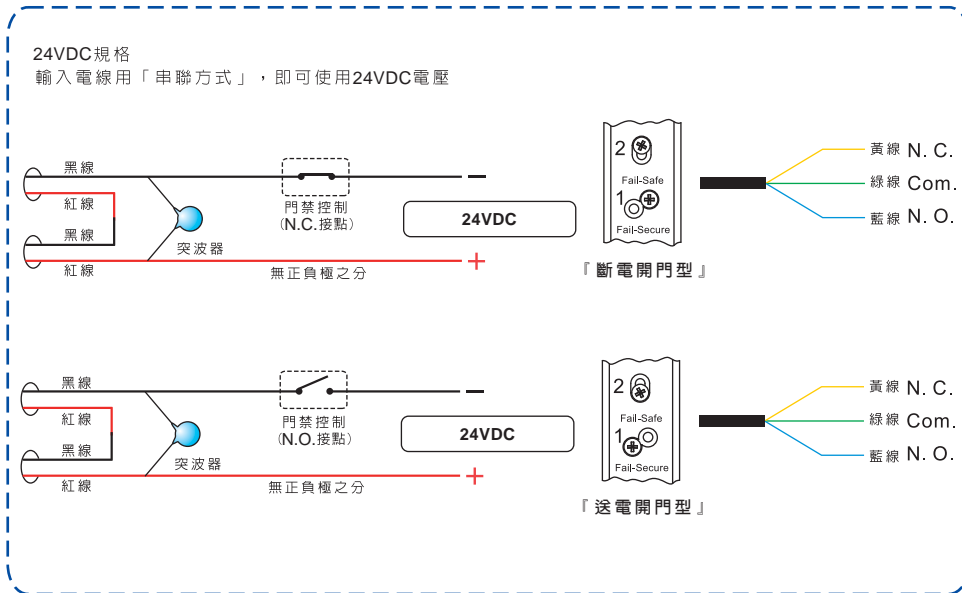 24VDC規格
輸入電線用「串聯方式」，即可使用24VDC電壓
黑線
紅線
黑線
紅線
突波器
門禁控制
(N.C.接點)
無正負極之分
−
24VDC
+
2
Fail-Safe
1
Fail-Secure
『斷電開門型』
黃線 N. C.
綠線 Com.
藍線 N. O.
黑線
紅線
黑線
紅線
突波器
門禁控制
(N.O.接點)
無正負極之分
−
24VDC
+
2
Fail-Safe
1
Fail-Secure
『送電開門型』
黃線 N. C.
綠線 Com.
藍線 N. O.